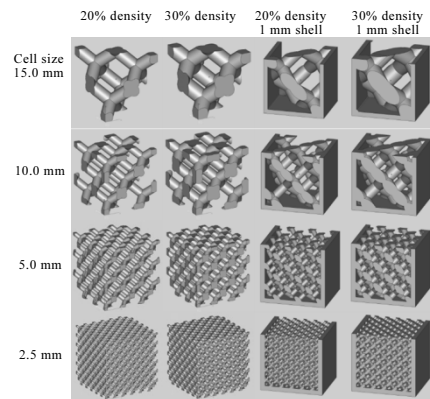 20% density 30% density 20% density 30% density
1 mm shell 1 mm shell
Cell size
15.0 mm
10.0 mm
5.0 mm
2.5 mm